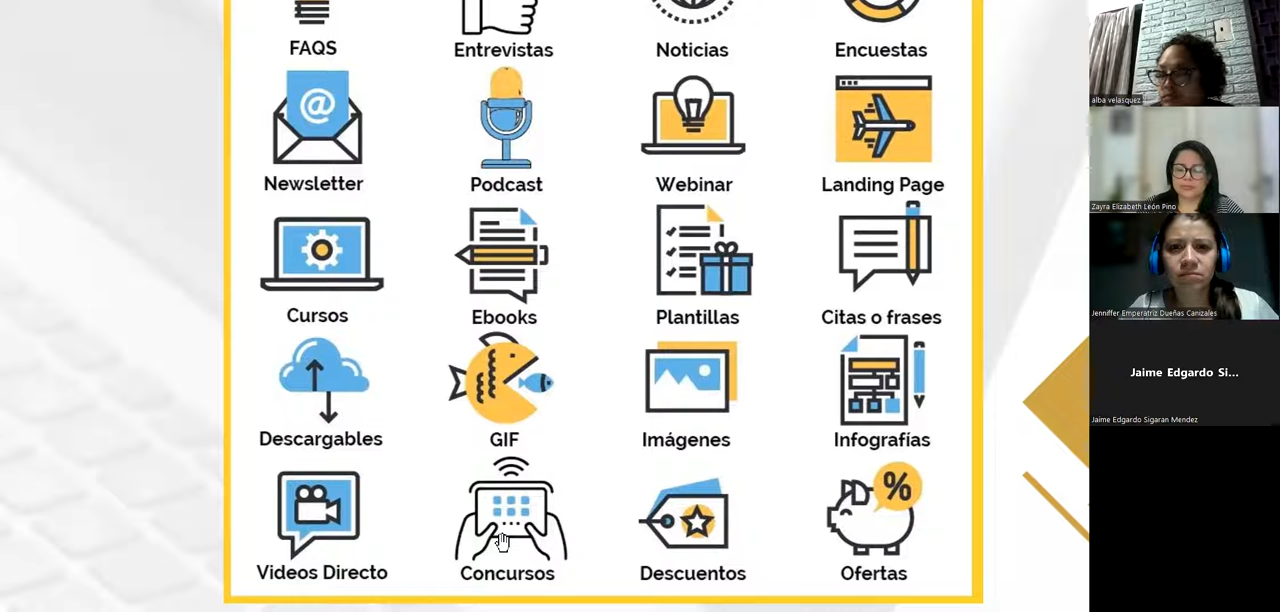 FAQS
Entrevistas
Noticias
Encuestas
@
Newsletter
Podcast
Webinar
Landing Page
Cursos
Ebooks
Plantillas
Citas o frases
Descargables
GIF
Imágenes
Infografías
%
Videos Directo
Concursos
Descuentos
Ofertas
alba velasquez
Zayra Elizabeth León Pino
Jenniffer Emperatriz Dueñas Canizales
Jaime Edgardo Si...
Jaime Edgardo Sigaran Mendez